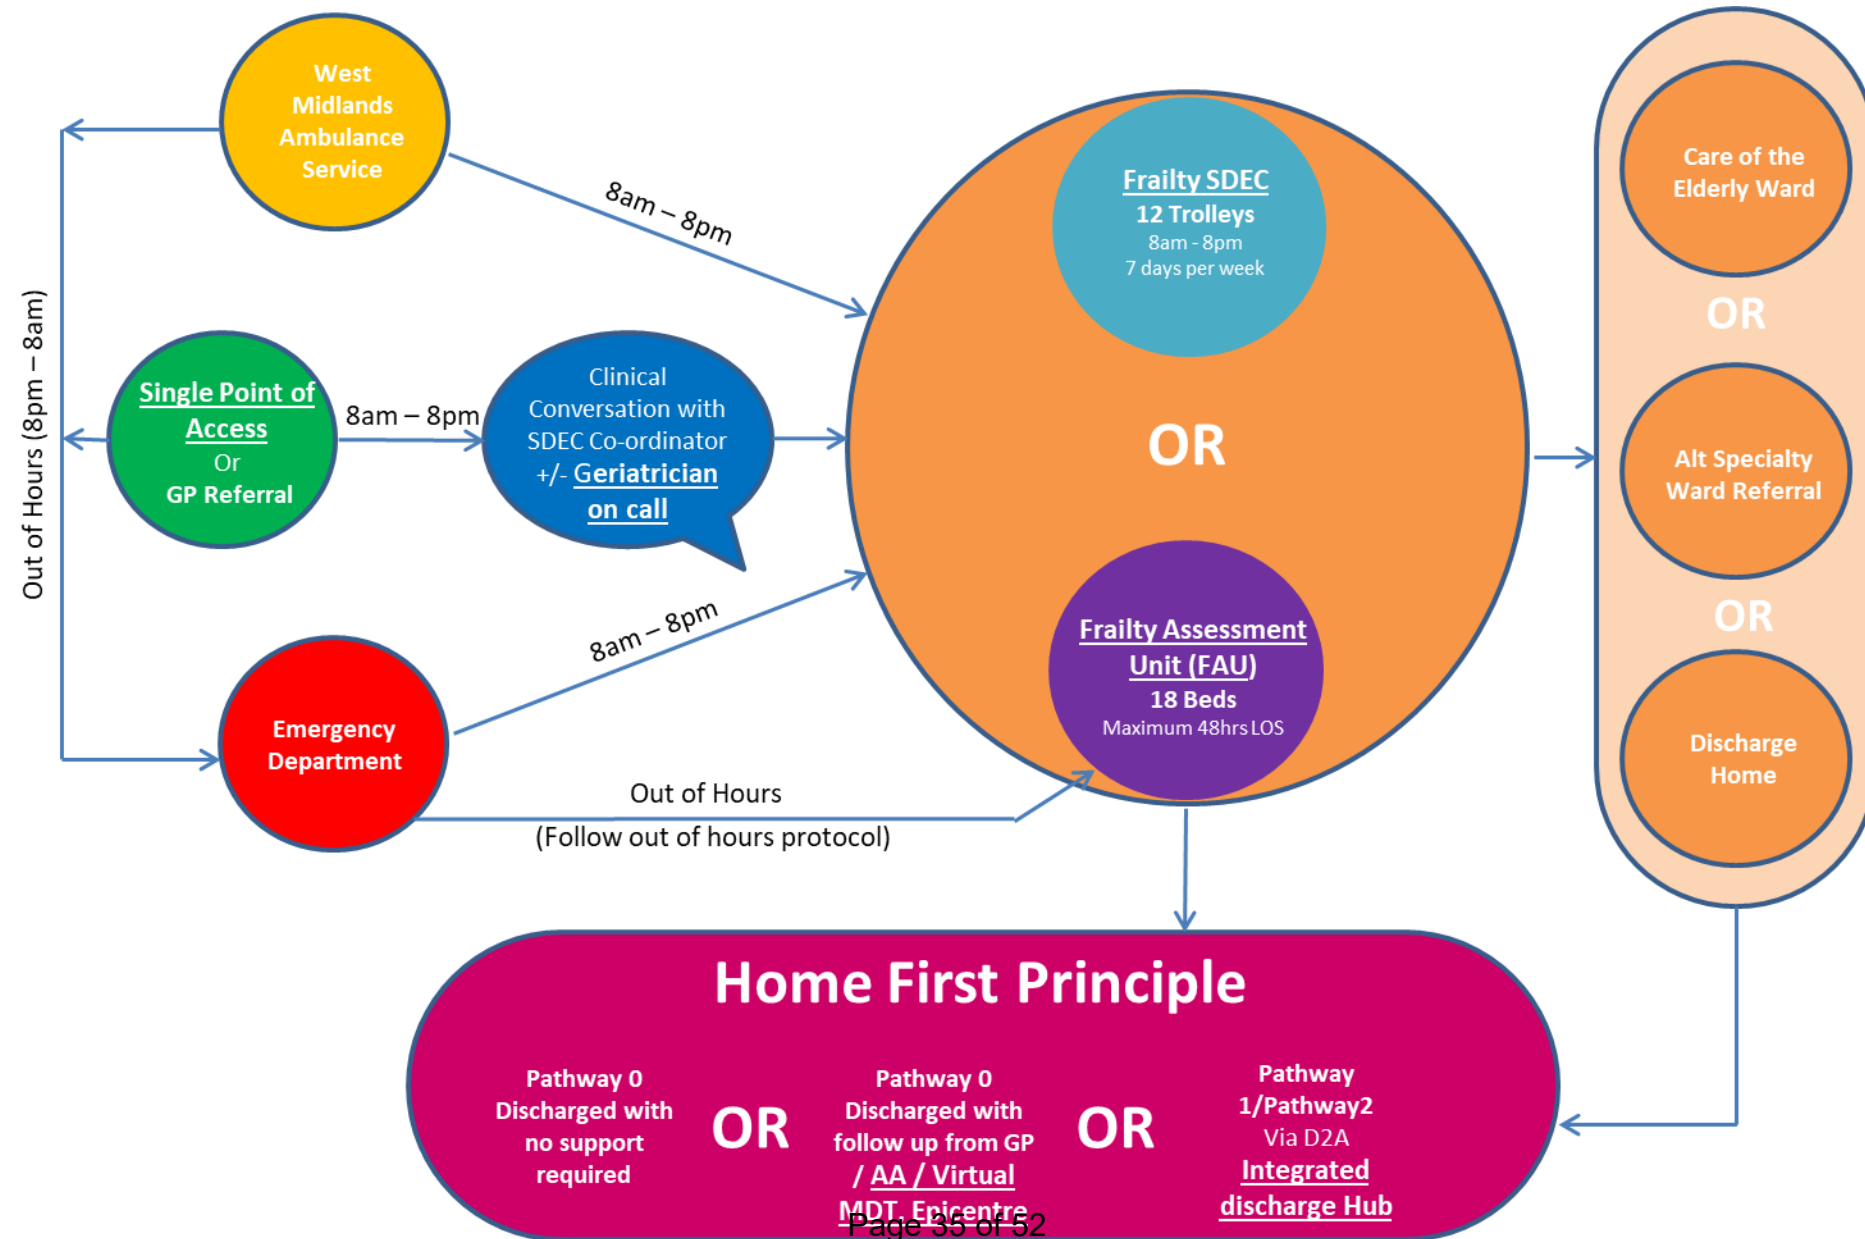 West
Midlands
Ambulance
Service
8am – 8pm
Out of Hours (8pm – 8am)
Single Point of
Access
Or
GP Referral
8am – 8pm
Clinical
Conversation with
SDEC Co-ordinator
+/- Geriatrician
on call
Emergency
Department
8am – 8pm
Out of Hours
(Follow out of hours protocol)
Frailty SDEC
12 Trolleys
8am - 8pm
7 days per week
OR
Frailty Assessment
Unit (FAU)
18 Beds
Maximum 48hrs LOS
Care of the
Elderly Ward
OR
Alt Specialty
Ward Referral
OR
Discharge
Home
Home First Principle
Pathway 0
Discharged with
no support
required
OR
Pathway 0
Discharged with
follow up from GP
/ AA / Virtual
MDT, Epicentre
OR
Pathway
1/Pathway2
Via D2A
Integrated
discharge Hub
Page 35 of 52